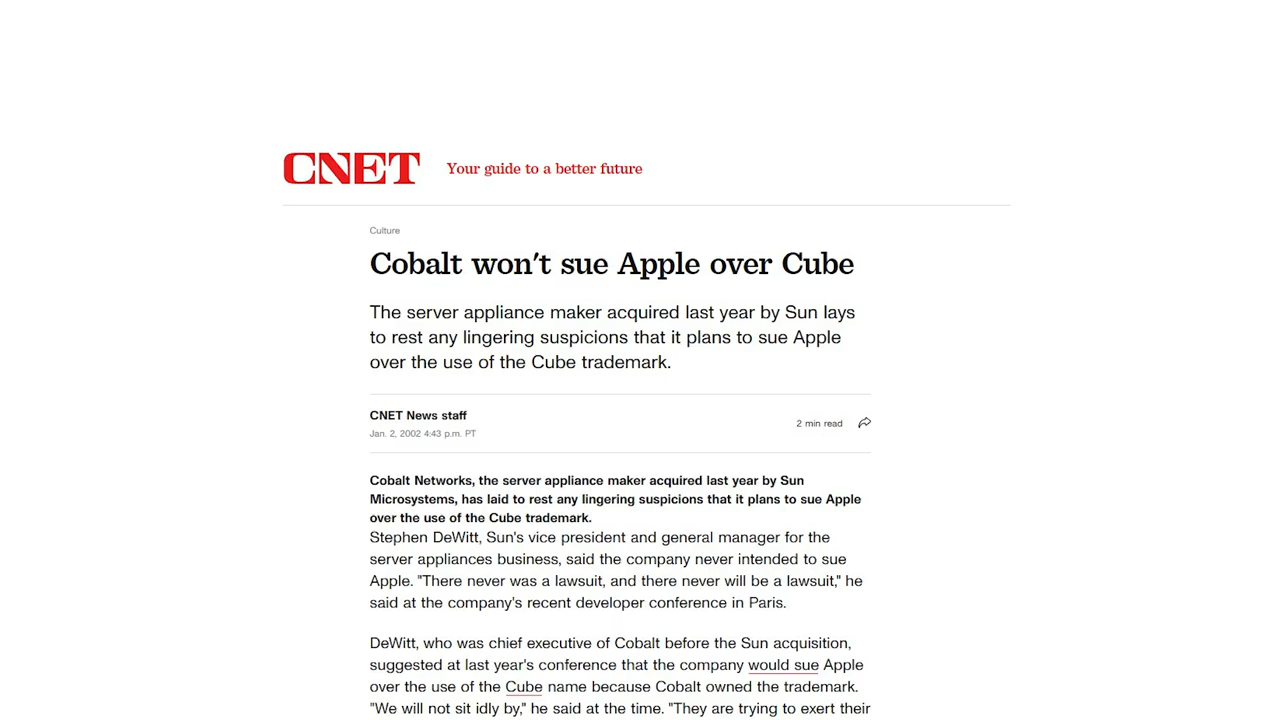 CNET Your guide to a better future
Culture
Cobalt won't sue Apple over Cube
The server appliance maker acquired last year by Sun lays
to rest any lingering suspicions that it plans to sue Apple
over the use of the Cube trademark.
CNET News staff
2 min read
Jan. 2, 2002 4:43 p.m. PT
Cobalt Networks, the server appliance maker acquired last year by Sun
Microsystems, has laid to rest any lingering suspicions that it plans to sue Apple
over the use of the Cube trademark.
Stephen DeWitt, Sun's vice president and general manager for the
server appliances business, said the company never intended to sue
Apple. "There never was a lawsuit, and there never will be a lawsuit," he
said at the company's recent developer conference in Paris.
DeWitt, who was chief executive of Cobalt before the Sun acquisition,
suggested at last year's conference that the company would sue Apple
over the use of the Cube name because Cobalt owned the trademark.
"We will not sit idly by," he said at the time. "They are trying to exert their